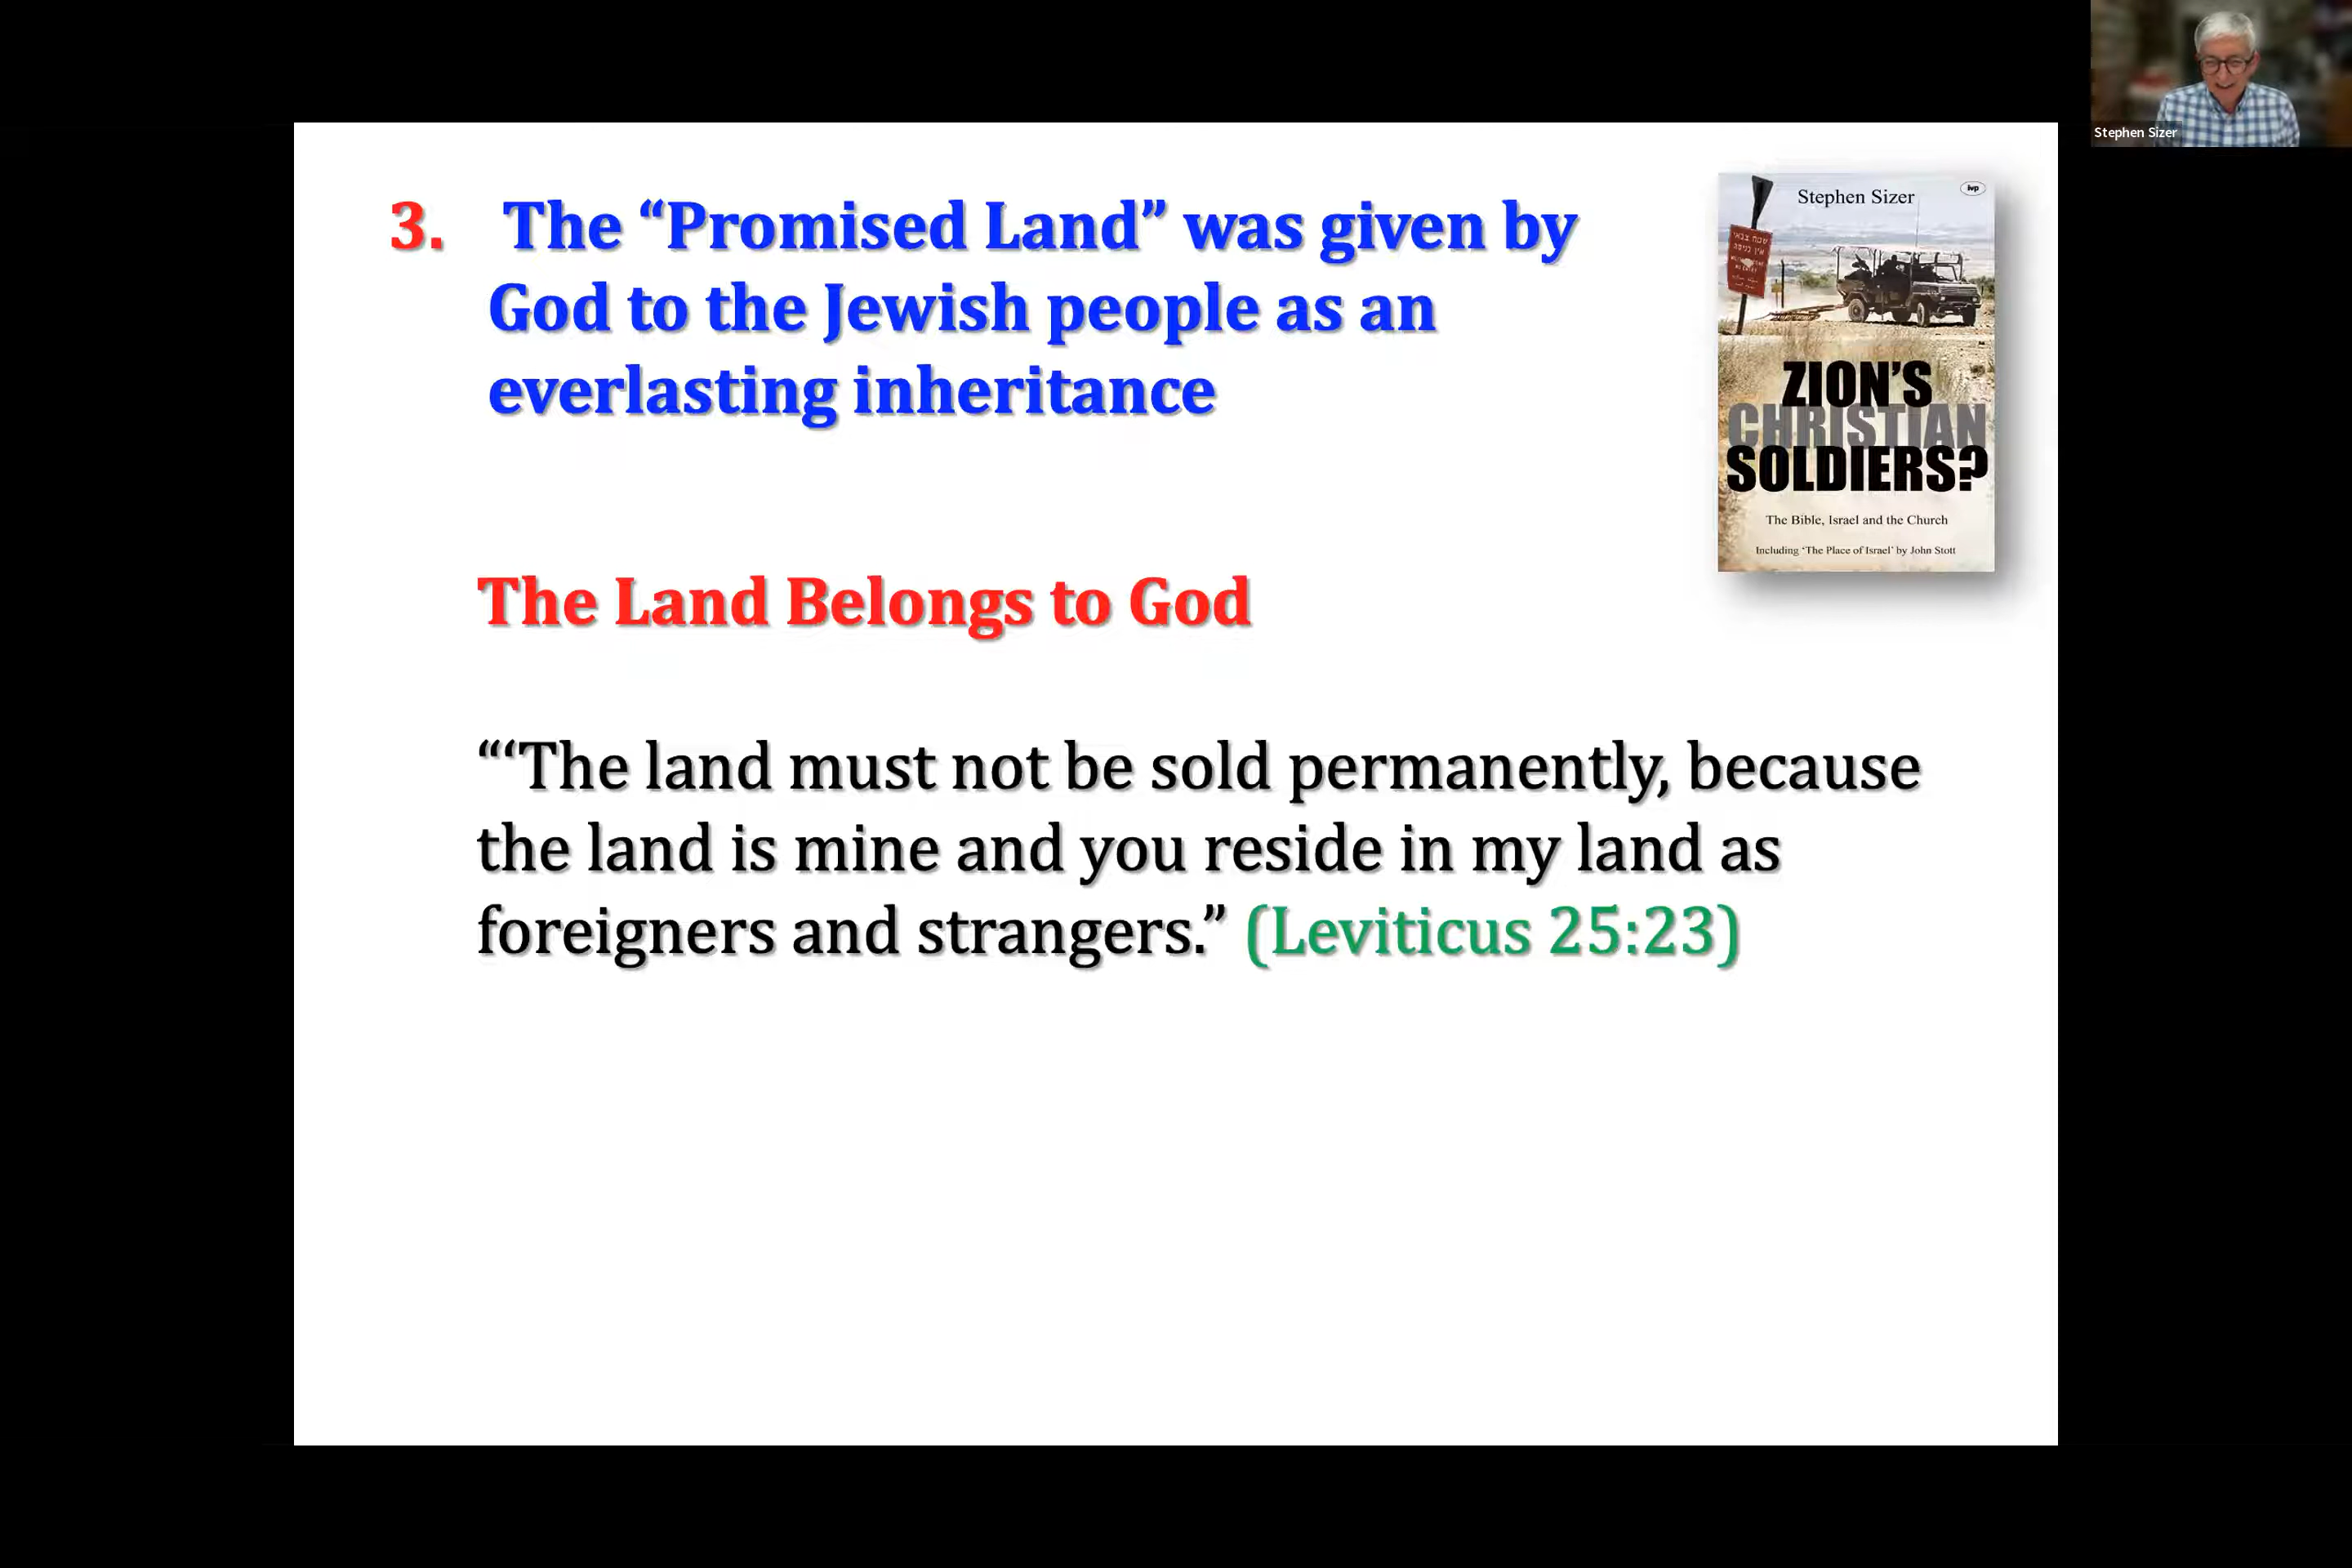 Stephen Sizer
3. The “Promised Land” was given by
God to the Jewish people as an
everlasting inheritance
The Land Belongs to God
“‘The land must not be sold permanently, because
the land is mine and you reside in my land as
foreigners and strangers.” (Leviticus 25:23)
Stephen Sizer
ivp
ZION’S
CHRISTIAN
SOLDIERS?
The Bible, Israel and the Church
Including ‘The Place of Israel’ by John Stott